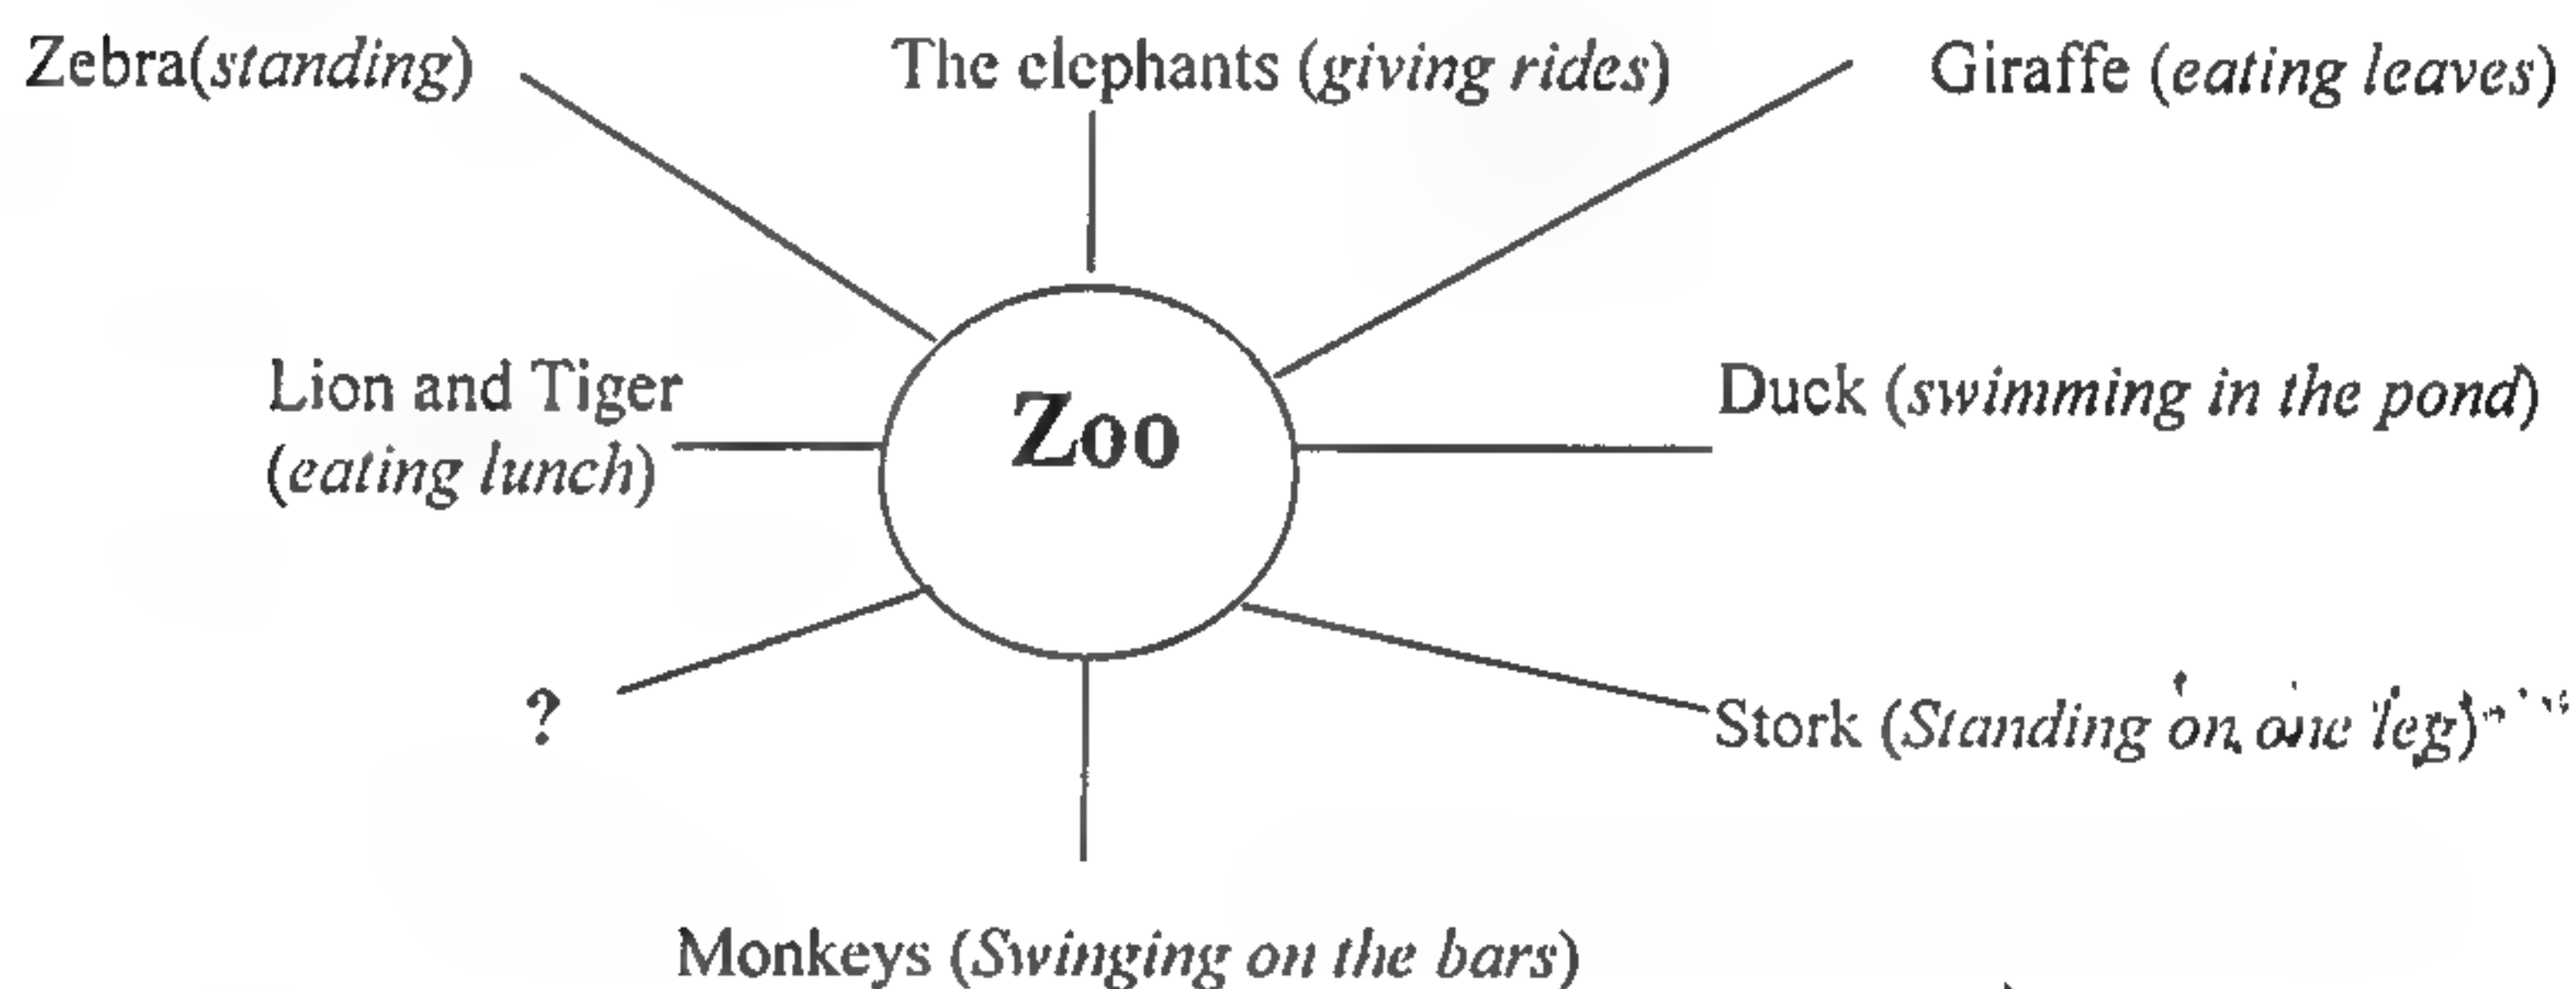 Zebra(standing)
The elephants (giving rides)
Giraffe (eating leaves)
Lion and Tiger
(eating lunch)
Zoo
Duck (swimming in the pond)
?
Stork (Standing on one leg)
Monkeys (Swinging on the bars)